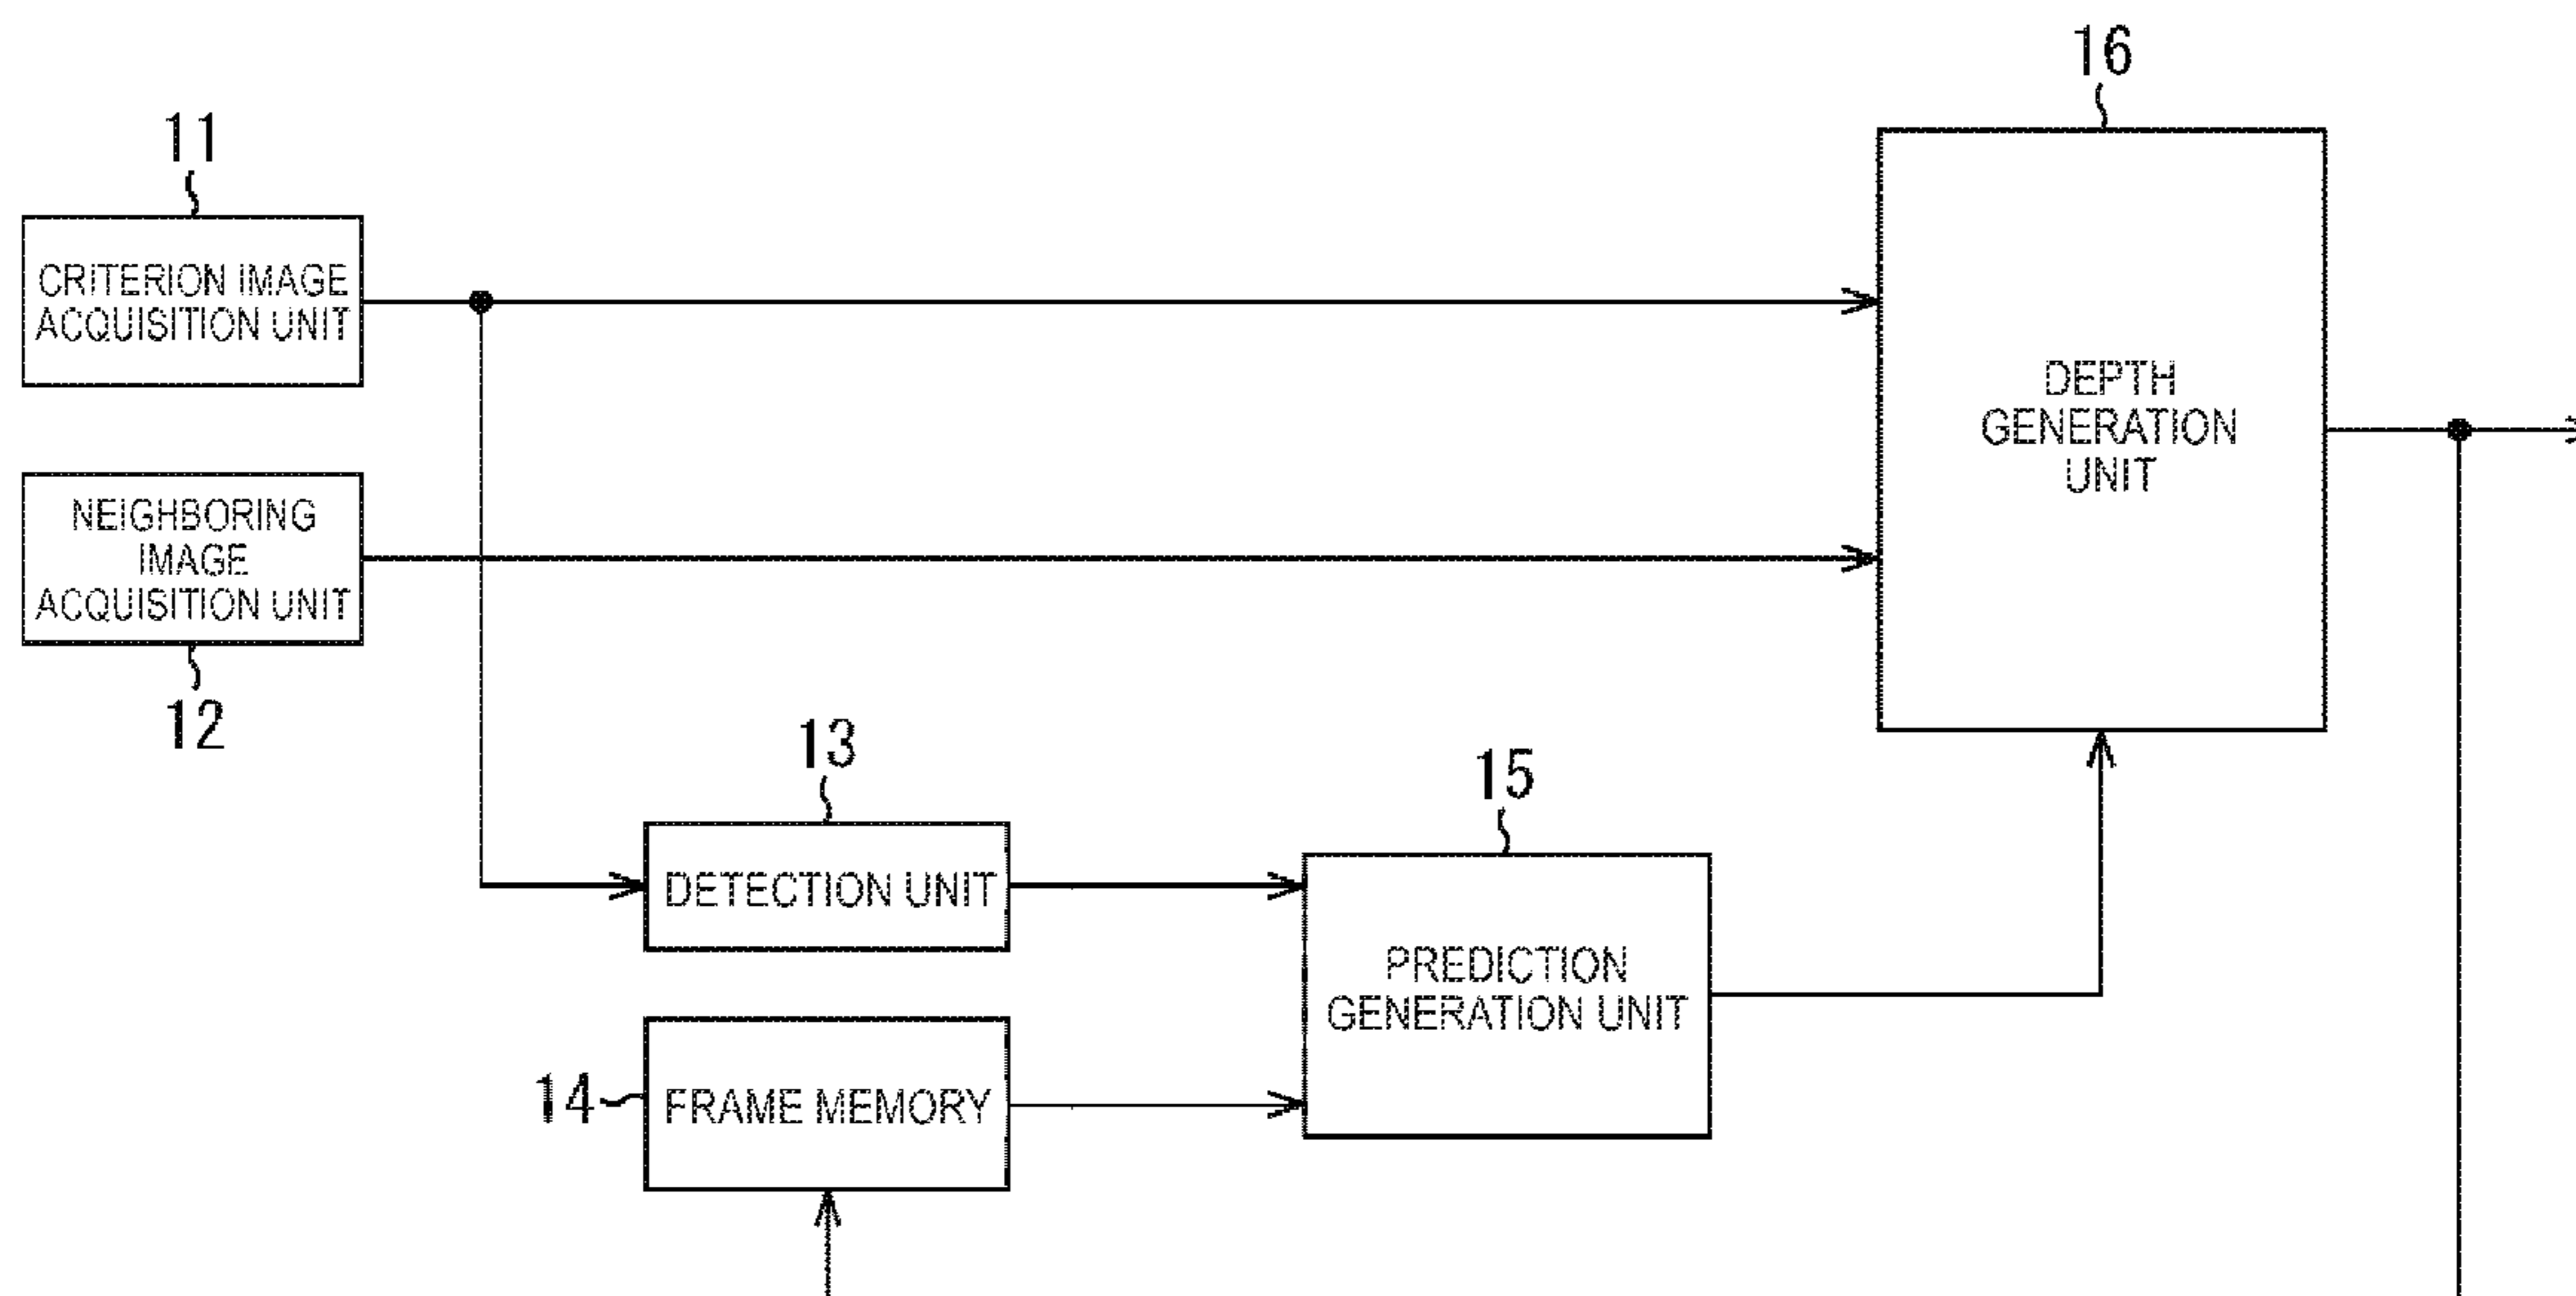 16
11
CRITERION IMAGE
ACQUISITION UNIT
DEPTH
GENERATION
UNIT
NEIGHBORING
IMAGE
ACQUISITION UNIT
12
13
15
DETECTION UNIT
PREDICTION
GENERATION UNIT
14
FRAME MEMORY